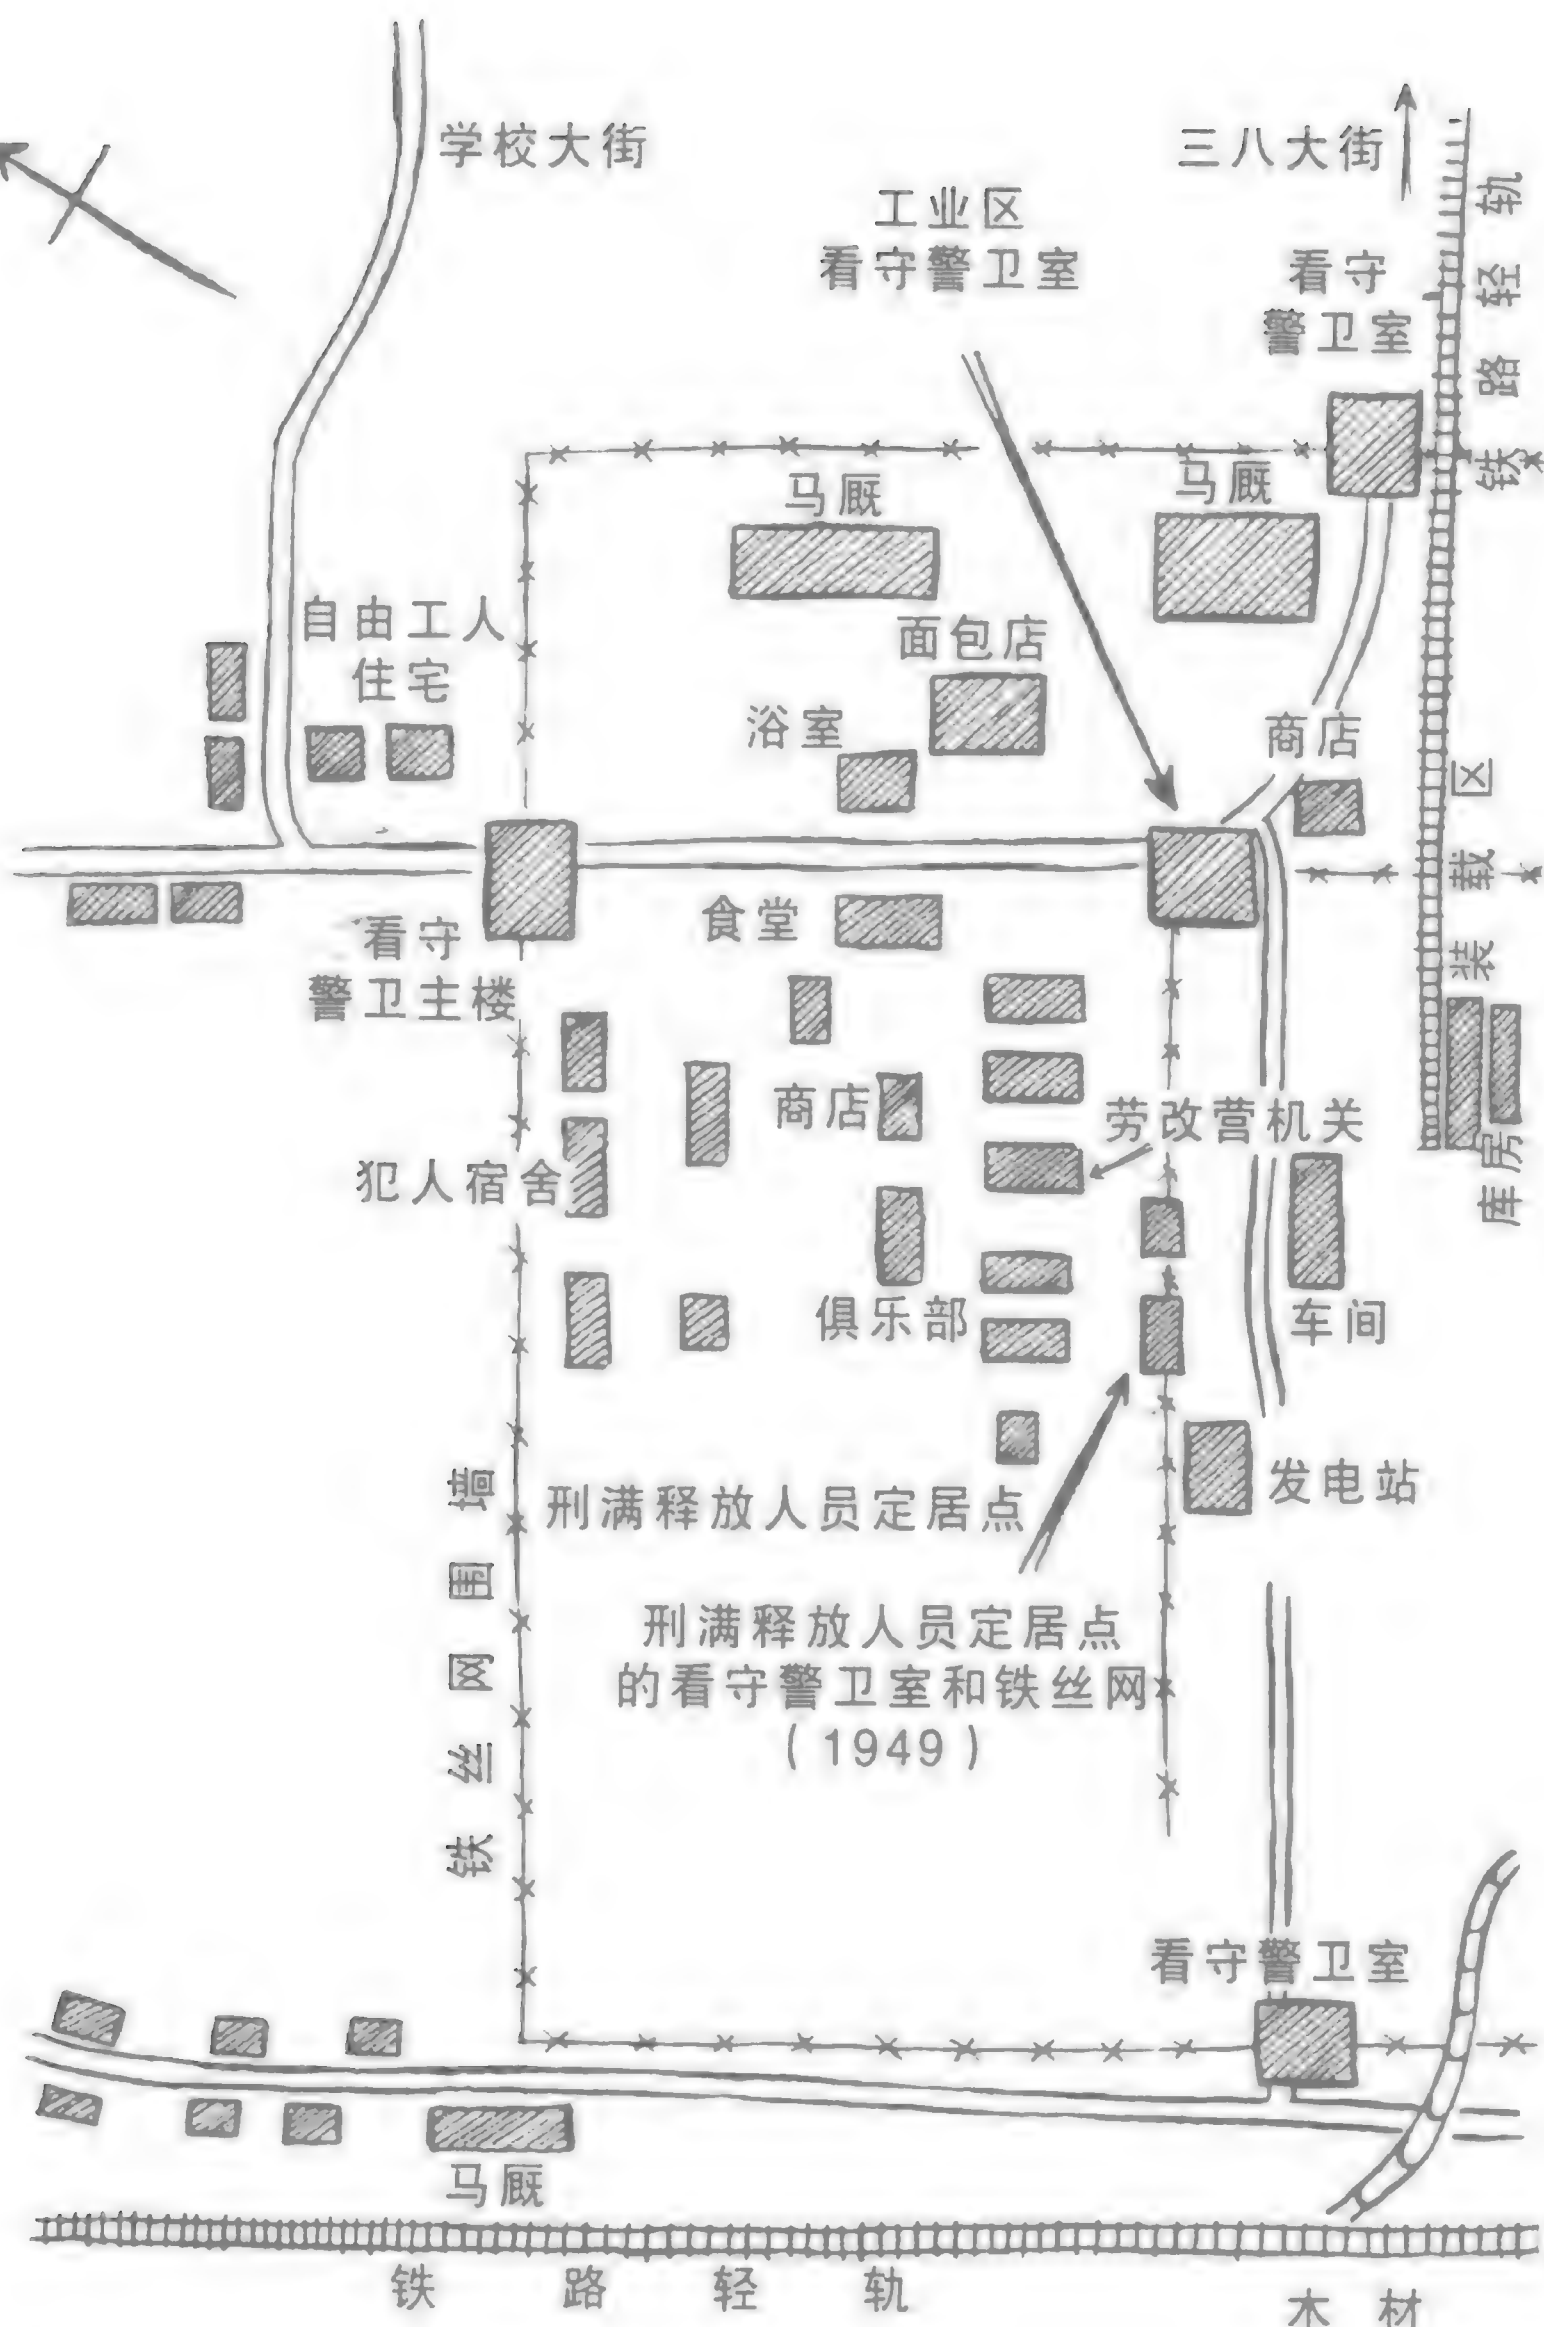 学校大街
三八大街
工业区
看守警卫室
看守
警卫室
铁路轻轨
马厩
马厩
自由工人
住宅
面包店
浴室
商店
装载区
食堂
看守
警卫主楼
商店
劳改营机关
犯人宿舍
库房
俱乐部
车间
刑满释放人员定居点
发电站
铁丝网围墙
刑满释放人员定居点
的看守警卫室和铁丝网
(1949)
看守警卫室
马厩
铁路轻轨
木材